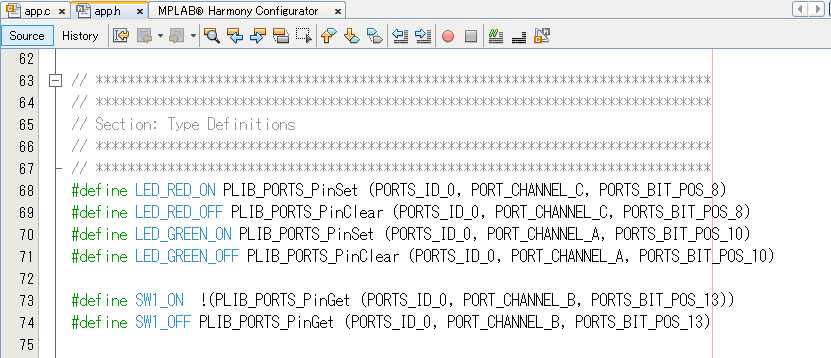 app.c app.h MPLAB® Harmony Configurator
Source History
62
63 // *****************************************************************************
64 // *****************************************************************************
65 // Section: Type Definitions
66 // *****************************************************************************
67 // *****************************************************************************
68 #define LED_RED_ON PLIB_PORTS_PinSet (PORTS_ID_0, PORT_CHANNEL_C, PORTS_BIT_POS_8)
69 #define LED_RED_OFF PLIB_PORTS_PinClear (PORTS_ID_0, PORT_CHANNEL_C, PORTS_BIT_POS_8)
70 #define LED_GREEN_ON PLIB_PORTS_PinSet (PORTS_ID_0, PORT_CHANNEL_A, PORTS_BIT_POS_10)
71 #define LED_GREEN_OFF PLIB_PORTS_PinClear (PORTS_ID_0, PORT_CHANNEL_A, PORTS_BIT_POS_10)
72
73 #define SW1_ON  !(PLIB_PORTS_PinGet (PORTS_ID_0, PORT_CHANNEL_B, PORTS_BIT_POS_13))
74 #define SW1_OFF PLIB_PORTS_PinGet (PORTS_ID_0, PORT_CHANNEL_B, PORTS_BIT_POS_13)
75